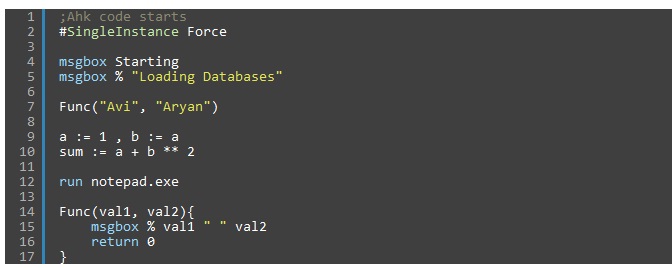 1 ;Ahk code starts
2 #SingleInstance Force
3
4 msgbox Starting
5 msgbox % "Loading Databases"
6
7 Func("Avi", "Aryan")
8
9 a := 1 , b := a
10 sum := a + b ** 2
11
12 run notepad.exe
13
14 Func(val1, val2){
15     msgbox % val1 " " val2
16     return 0
17 }